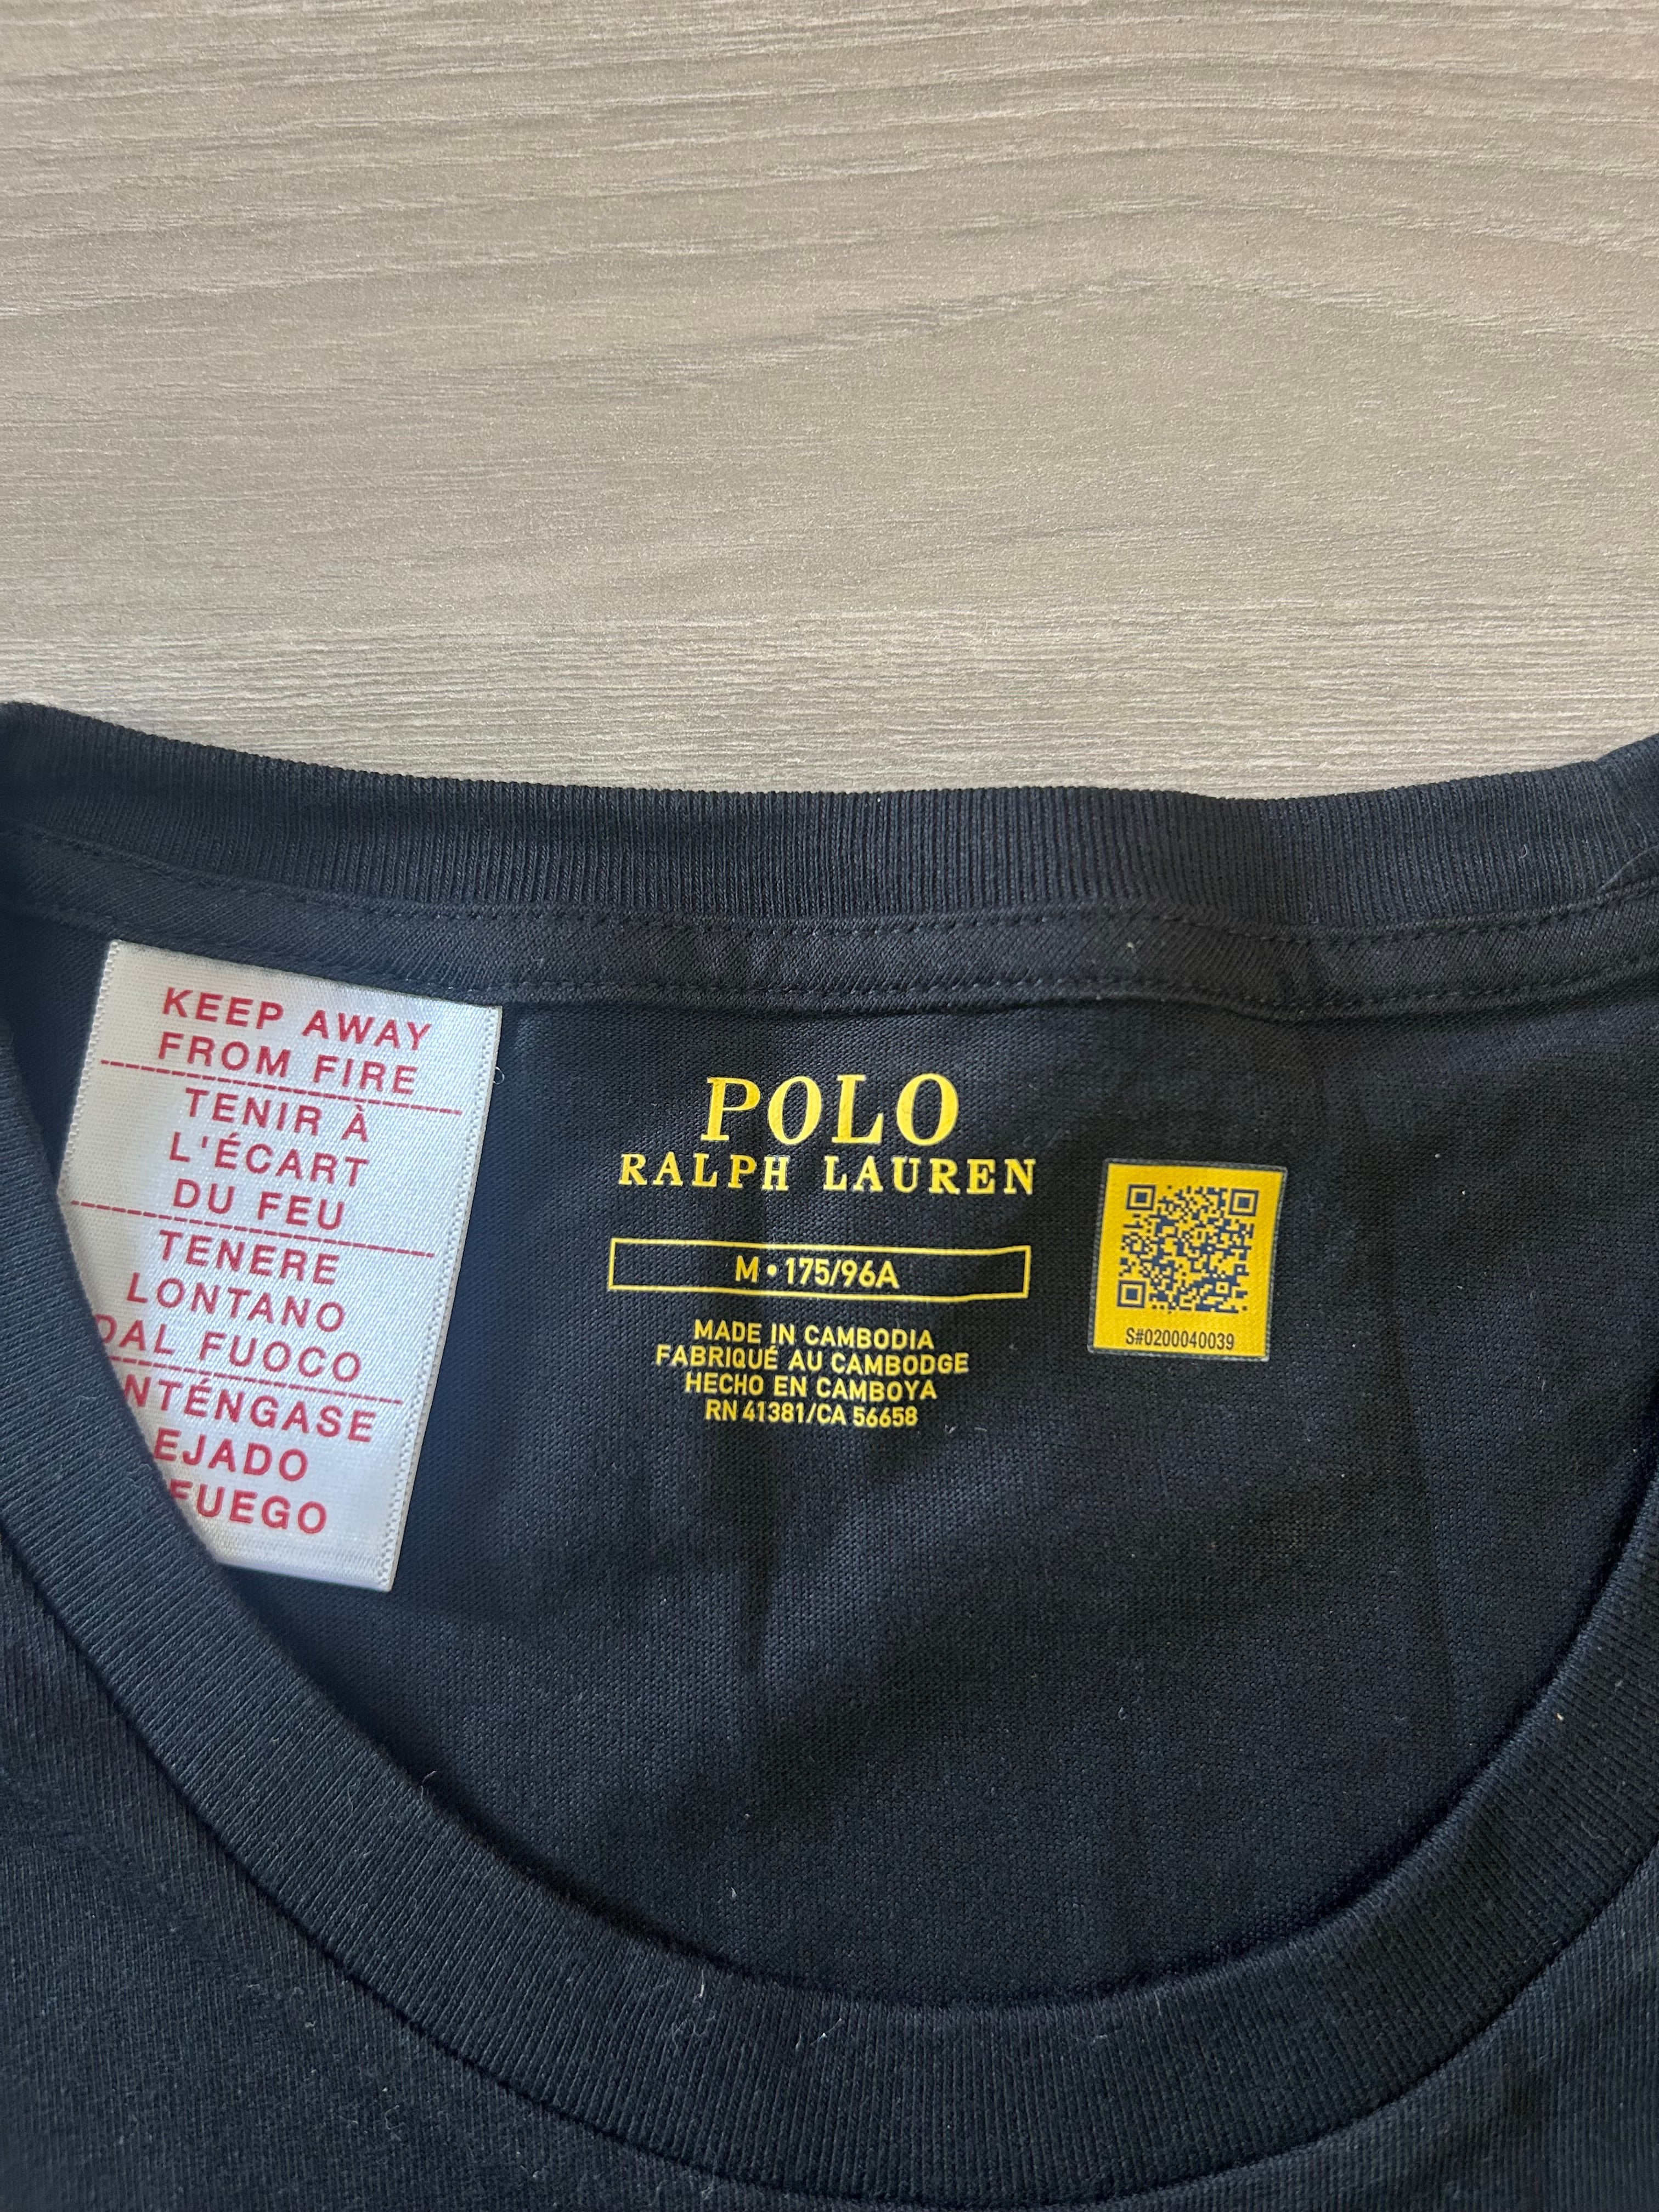 KEEP AWAY
FROM FIRE
TENIR À
L'ÉCART
DU FEU
TENERE
LONTANO
DAL FUOCO
NTÉNGASE
EJADO
FUEGO
POLO
RALPH LAUREN
M • 175/96A
MADE IN CAMBODIA
FABRIQUÉ AU CAMBODGE
HECHO EN CAMBOYA
RN 41381/CA 56658
S#0200040039